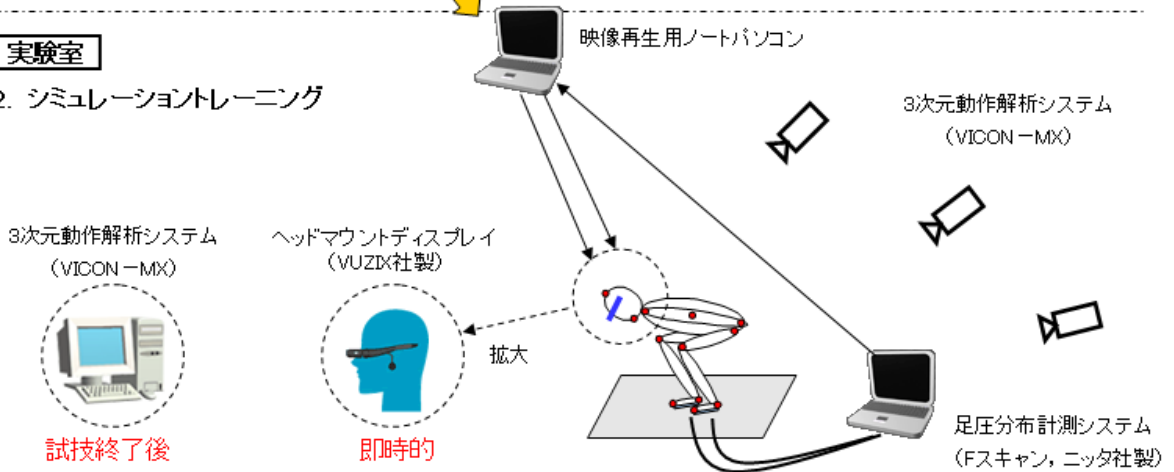 映像再生用ノートパソコン
実験室
2. シミュレーショントレーニング
3次元動作解析システム
(VICON－MX)
3次元動作解析システム
(VICON－MX)
ヘッドマウントディスプレイ
(VUZIX社製)
拡大
試技終了後
即時的
足圧分布計測システム
(Fスキャン，ニッタ社製)